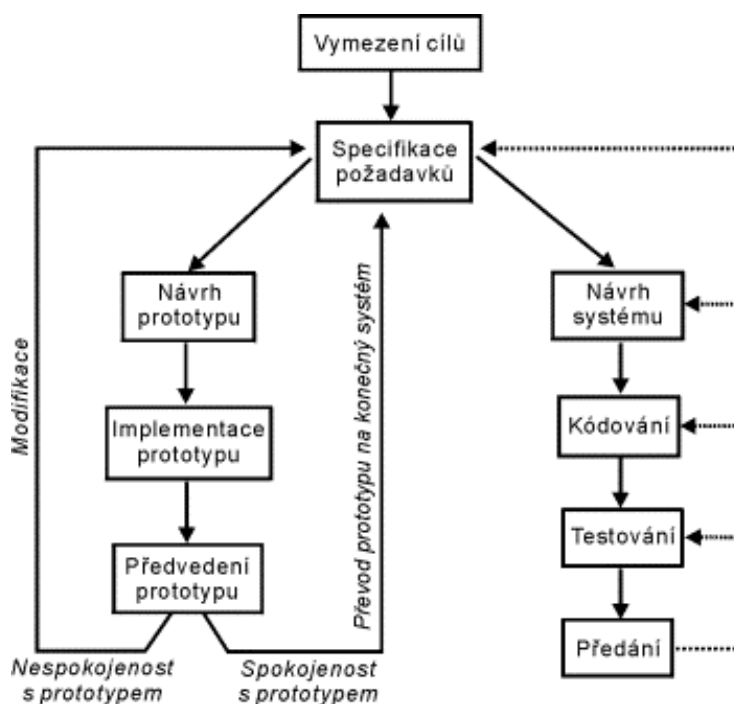 Vymezení cílů
Specifikace
požadavků
Návrh
prototypu
Implementace
prototypu
Předvedení
prototypu
Modifikace
Nespokojenost
s prototypem
Spokojenost
s prototypem
Převod prototypu na konečný systém
Návrh
systému
Kódování
Testování
Předání